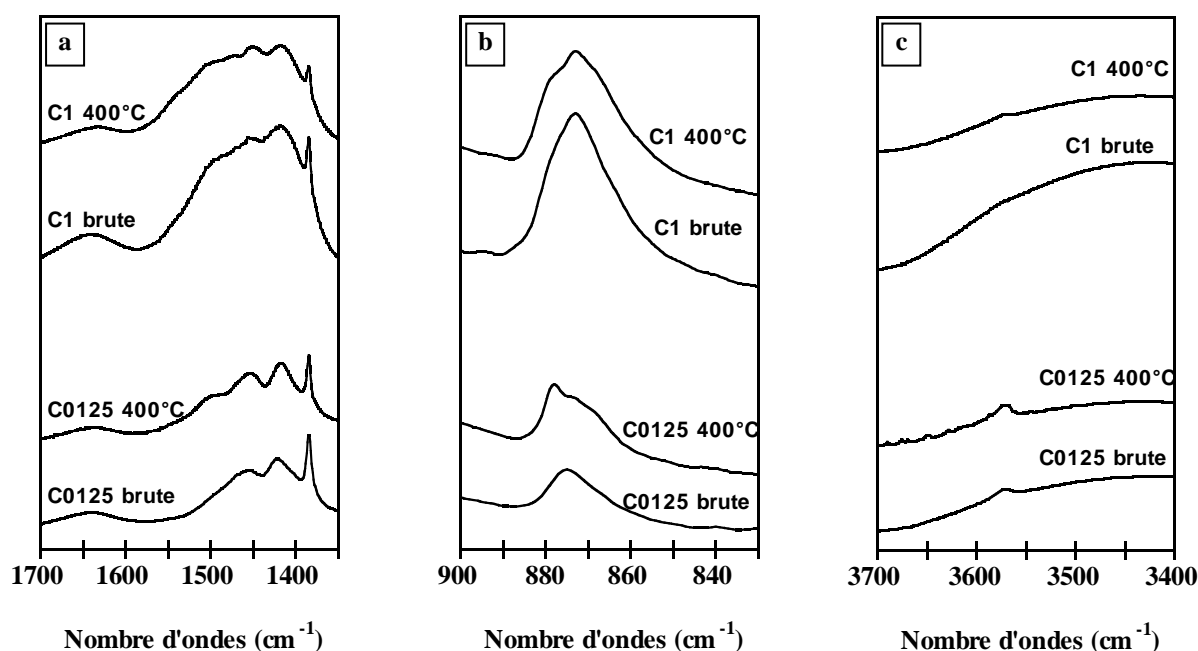 a
C1 400°C
C1 brute
C0125 400°C
C0125 brute
1700 1600 1500 1400
Nombre d'ondes (cm-1)
b
C1 400°C
C1 brute
C0125 400°C
C0125 brute
900 880 860 840
Nombre d'ondes (cm-1)
c
C1 400°C
C1 brute
C0125 400°C
C0125 brute
3700 3600 3500 3400
Nombre d'ondes (cm-1)